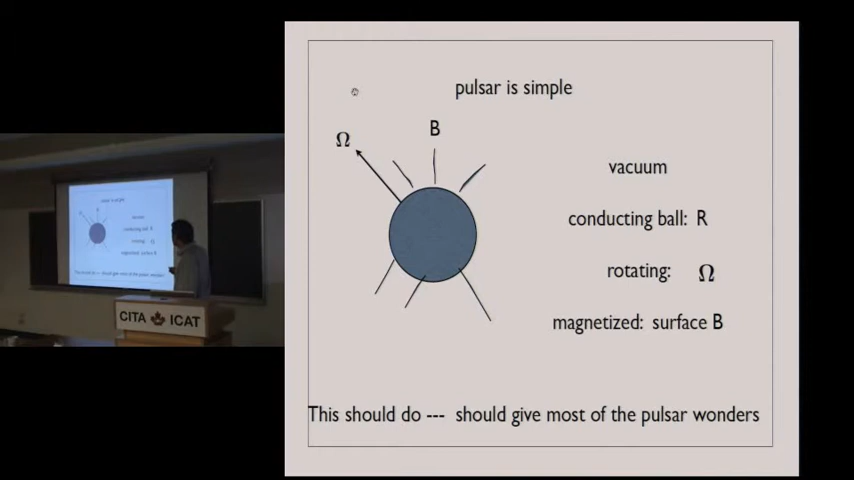 pulsar is simple
B
Ω
vacuum
conducting ball: R
rotating: Ω
magnetized: surface B
This should do --- should give most of the pulsar wonders
CITA ICAT